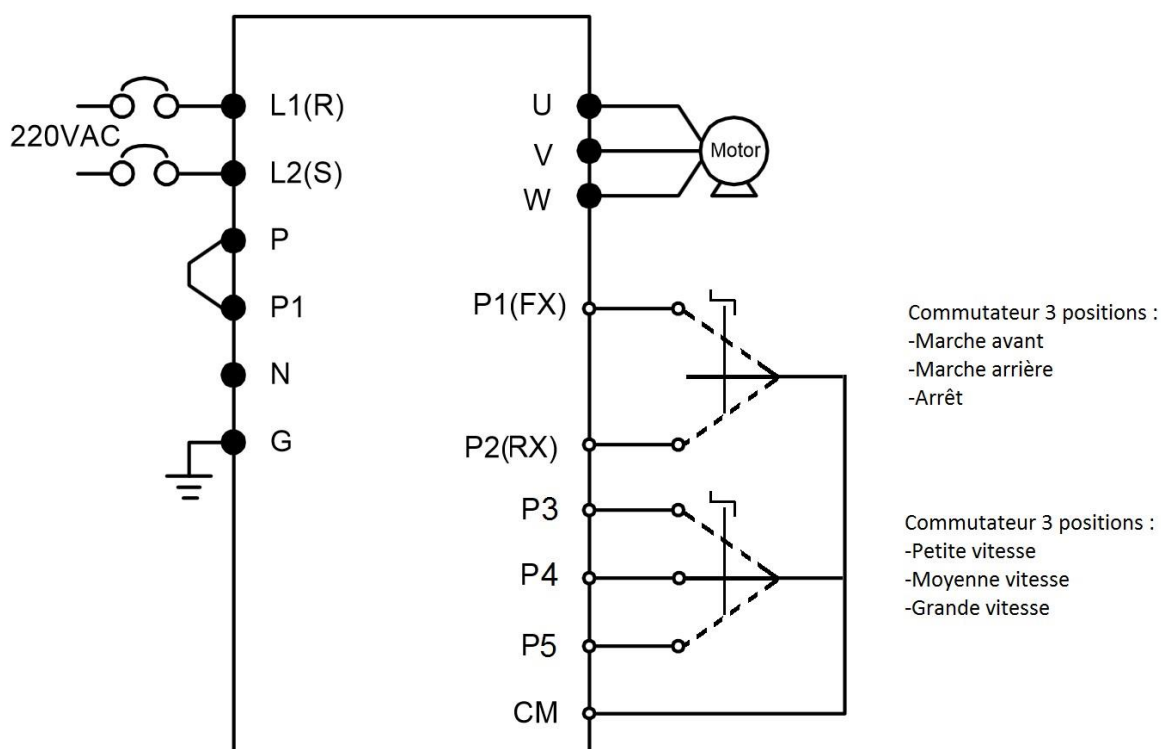 220VAC
L1(R)
L2(S)
P
P1
N
G
U
V
W
Motor
P1(FX)
P2(RX)
P3
P4
P5
CM
Commutateur 3 positions :
-Marche avant
-Marche arrière
-Arrêt
Commutateur 3 positions :
-Petite vitesse
-Moyenne vitesse
-Grande vitesse